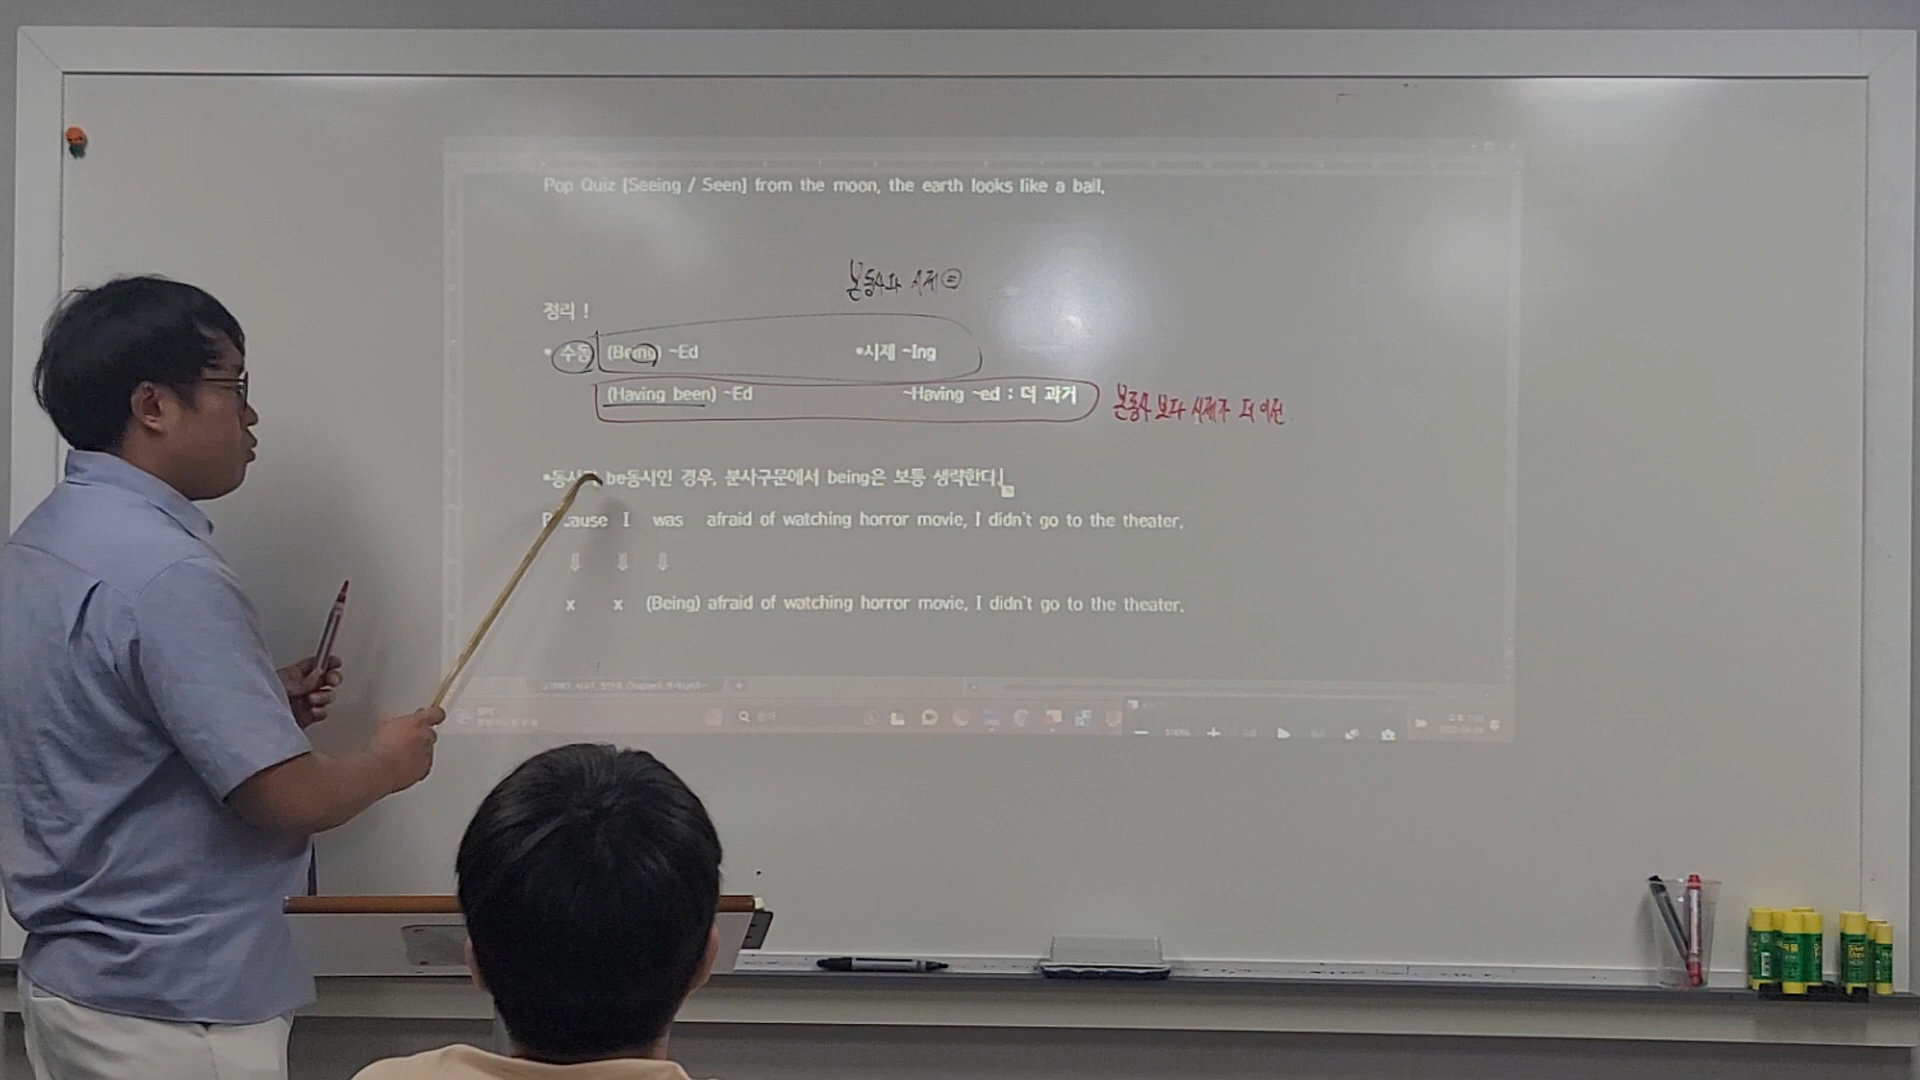 Pop Quiz [Seeing / Seen] from the moon, the earth looks like a ball.
본동사와 시제 =
정리 !
• 수동 (Being) ~Ed •시제 ~Ing
(Having been) ~Ed ~Having ~ed : 더 과거
본동사 보다 시제가 더 이전.
be동시인 경우, 분사구문에서 being은 보통 생략한다.
I was afraid of watching horror movie, I didn't go to the theater.
⇩ ⇩ ⇩
x x (Being) afraid of watching horror movie, I didn't go to the theater.